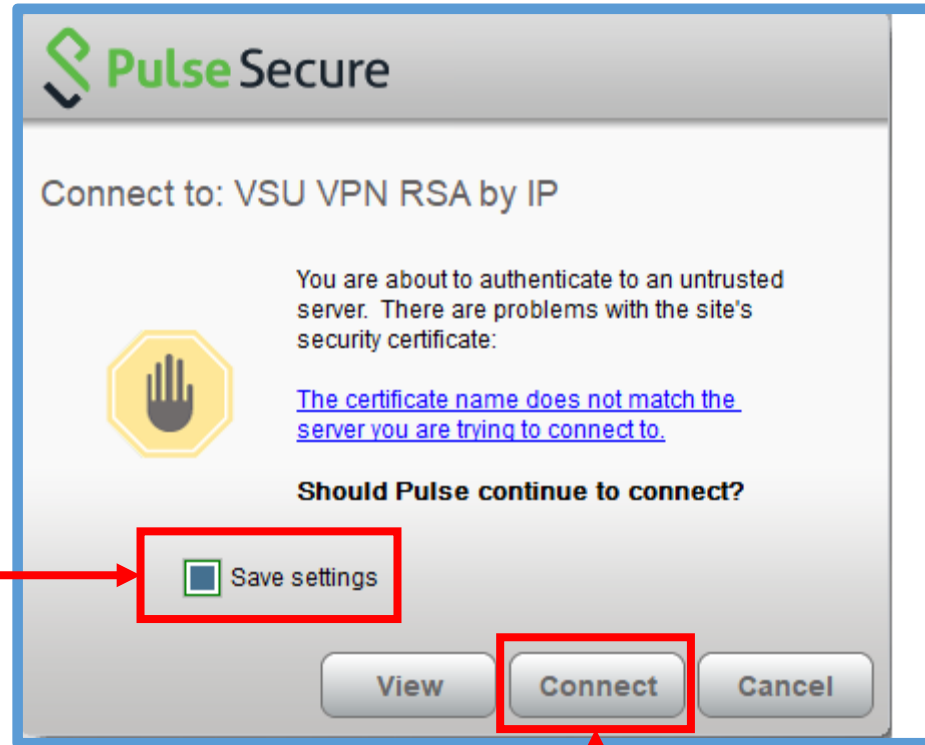 Pulse Secure
Connect to: VSU VPN RSA by IP
You are about to authenticate to an untrusted
server. There are problems with the site's
security certificate:
The certificate name does not match the
server you are trying to connect to.
Should Pulse continue to connect?
Save settings
View Connect Cancel